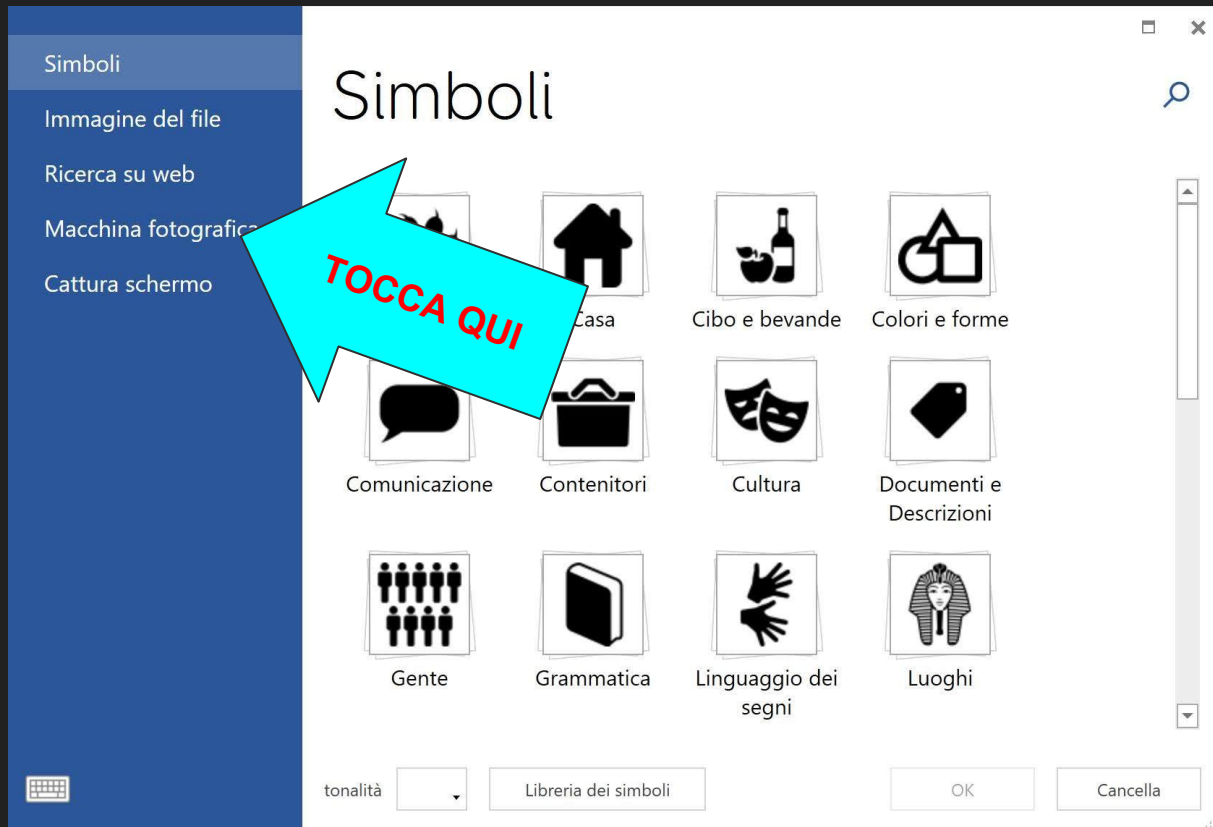 Simboli
Immagine del file
Ricerca su web
Macchina fotografica
Cattura schermo
Simboli
TOCCA QUI
Casa
Cibo e bevande
Colori e forme
Comunicazione
Contenitori
Cultura
Documenti e
Descrizioni
Gente
Grammatica
Linguaggio dei
segni
Luoghi
tonalità
Libreria dei simboli
OK
Cancella